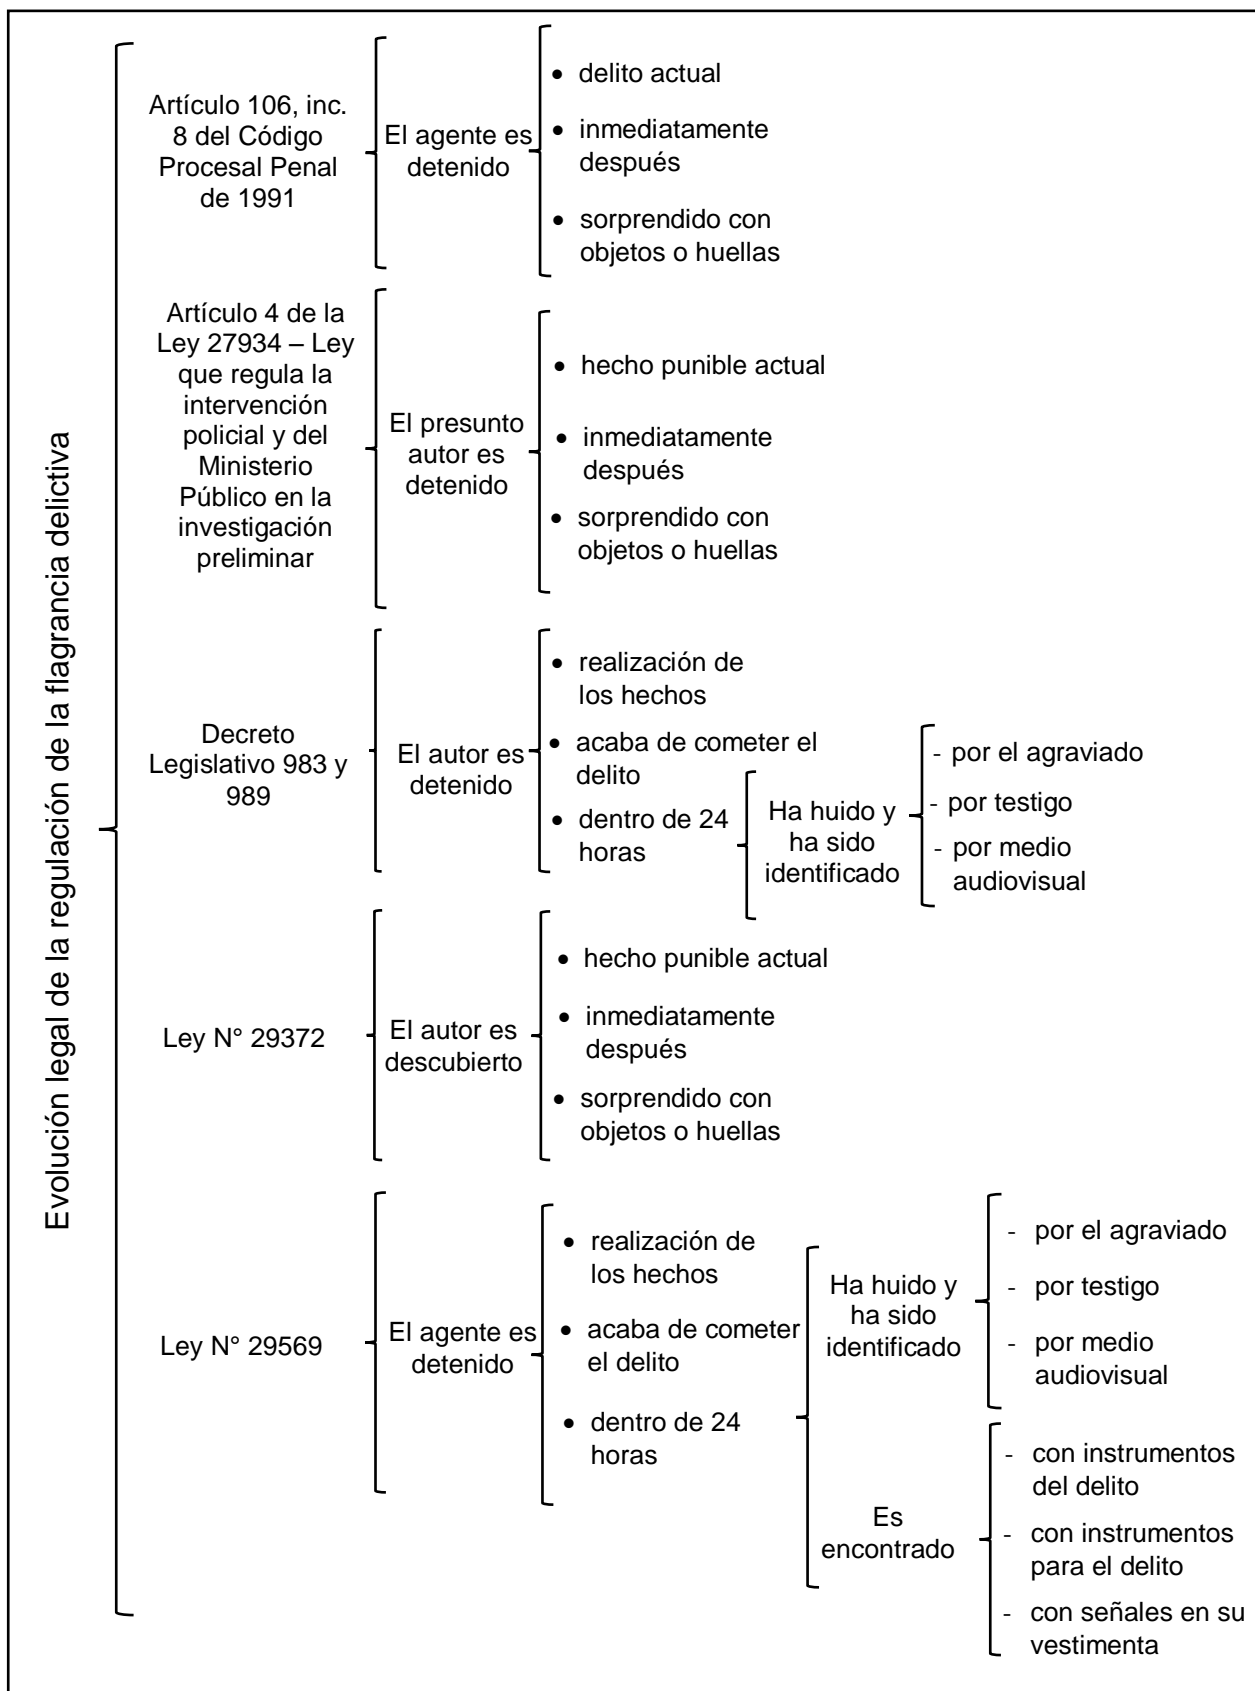 Evolución legal de la regulación de la flagrancia delictiva
Artículo 106, inc.
8 del Código
Procesal Penal
de 1991
El agente es
detenido
• delito actual
• inmediatamente
después
• sorprendido con
objetos o huellas
Artículo 4 de la
Ley 27934 – Ley
que regula la
intervención
policial y del
Ministerio
Público en la
investigación
preliminar
El presunto
autor es
detenido
• hecho punible actual
• inmediatamente
después
• sorprendido con
objetos o huellas
Decreto
Legislativo 983 y
989
El autor es
detenido
• realización de
los hechos
• acaba de cometer el
delito
• dentro de 24
horas
Ha huido y
ha sido
identificado
- por el agraviado
- por testigo
- por medio
audiovisual
Ley N° 29372
El autor es
descubierto
• hecho punible actual
• inmediatamente
después
• sorprendido con
objetos o huellas
Ley N° 29569
El agente es
detenido
• realización de
los hechos
• acaba de cometer
el delito
• dentro de 24
horas
Ha huido y
ha sido
identificado
- por el agraviado
- por testigo
- por medio
audiovisual
Es
encontrado
- con instrumentos
del delito
- con instrumentos
para el delito
- con señales en su
vestimenta